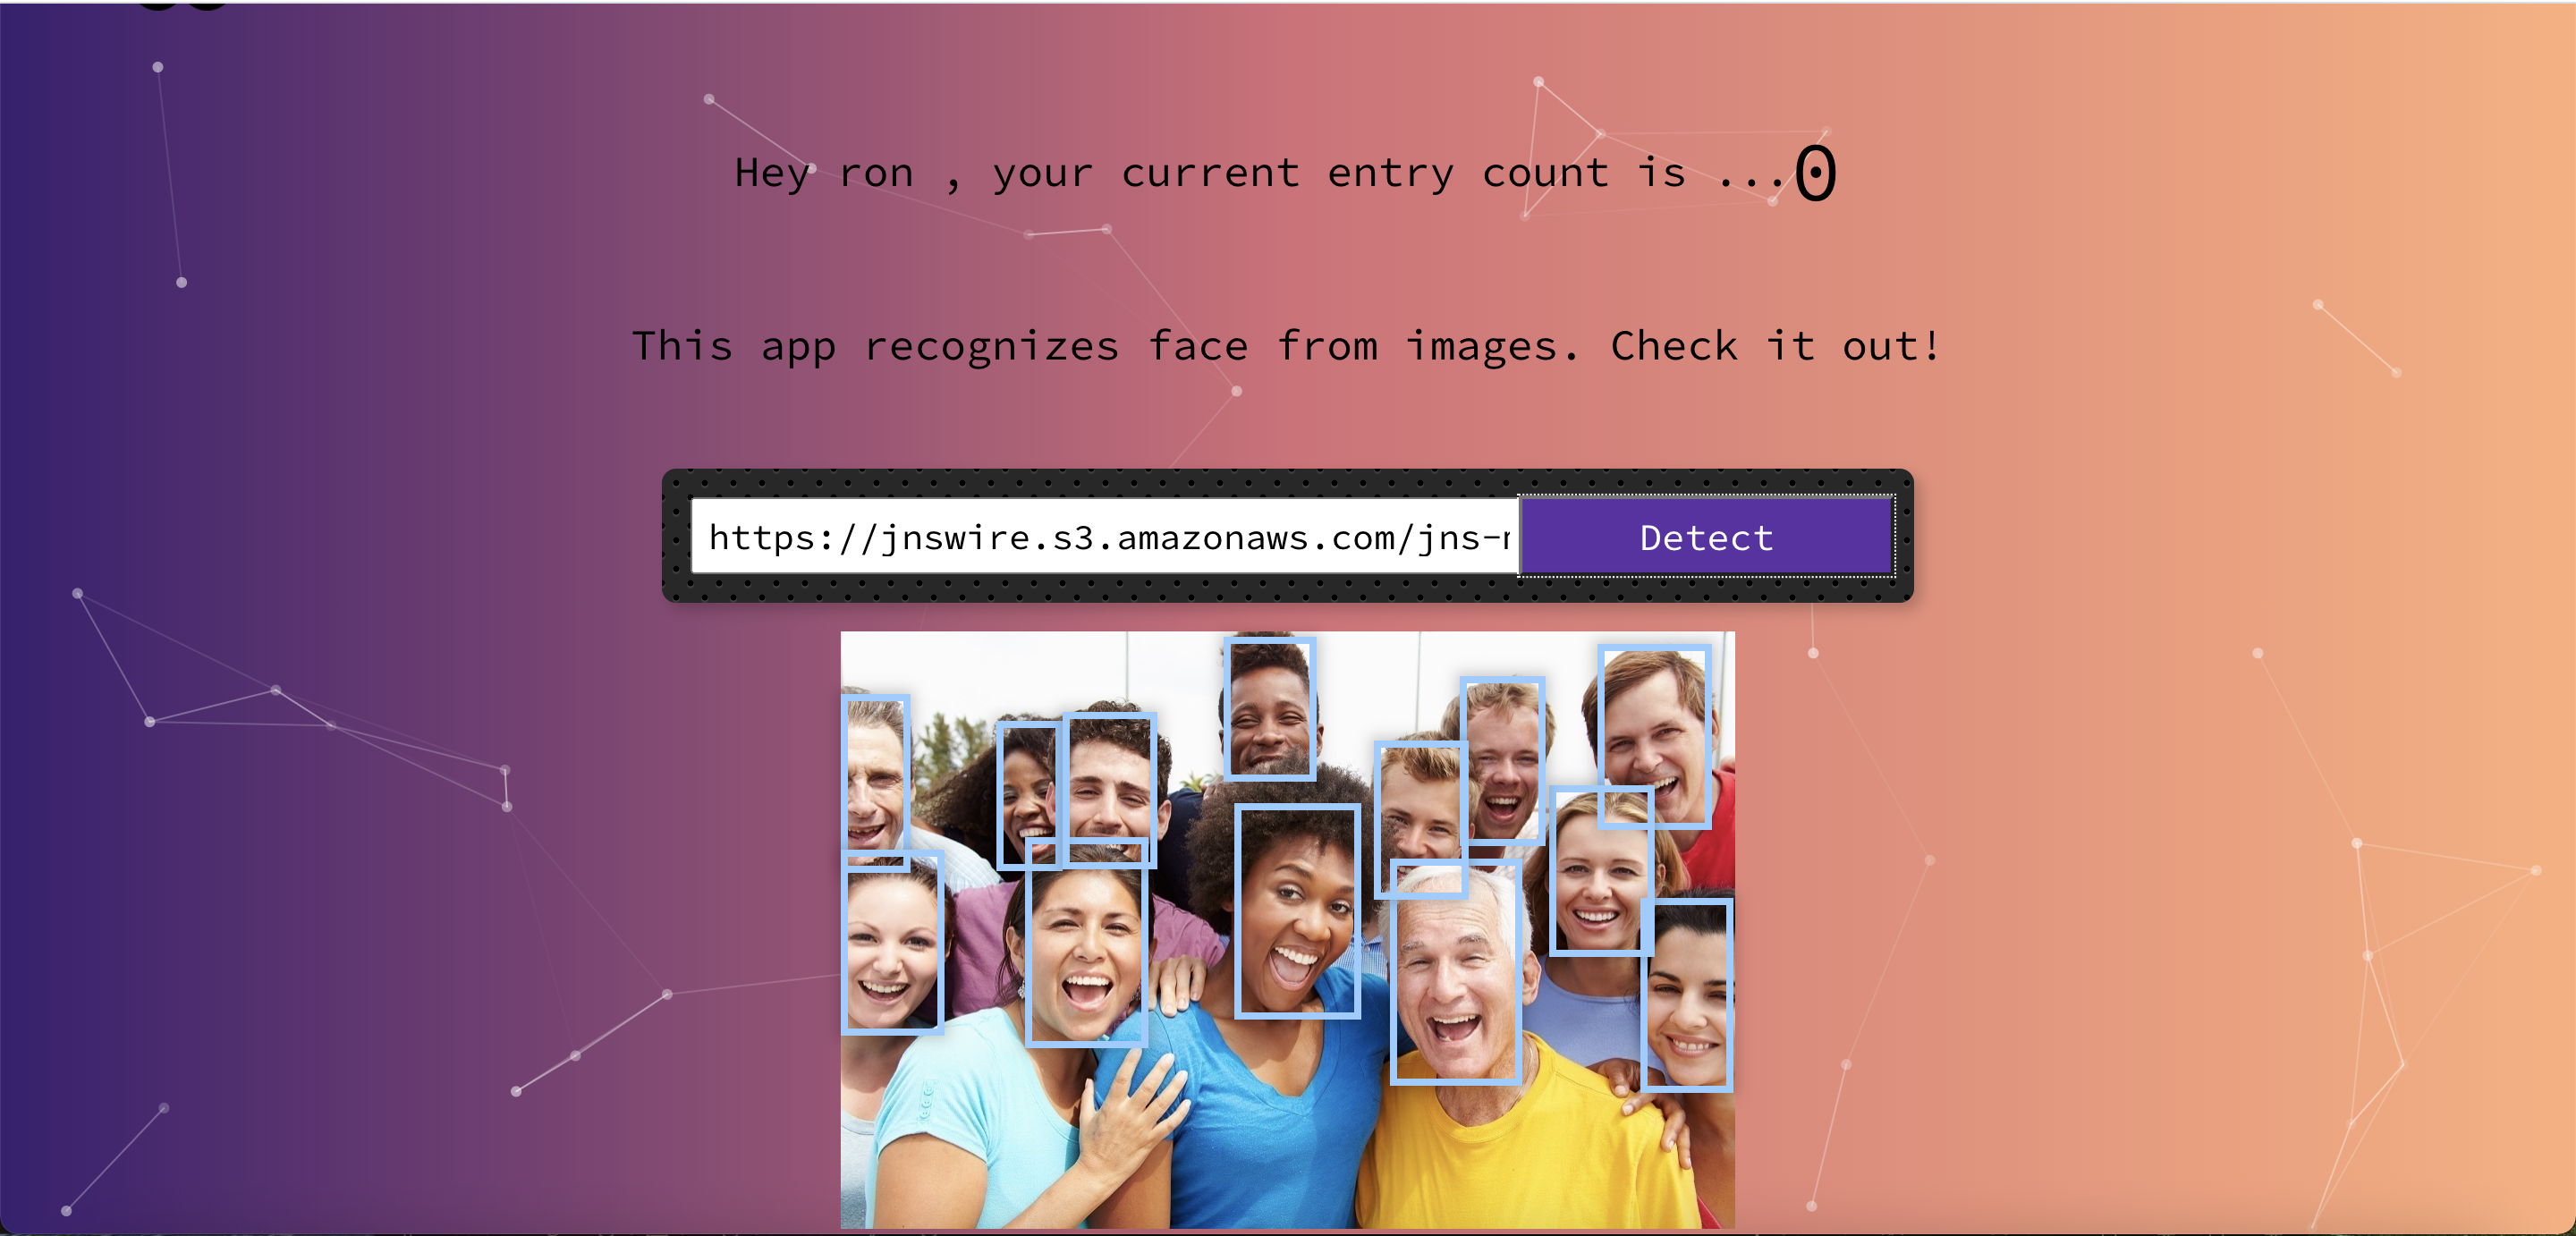 Hey ron , your current entry count is ...0
This app recognizes face from images. Check it out!
https://jnswire.s3.amazonaws.com/jns-
Detect